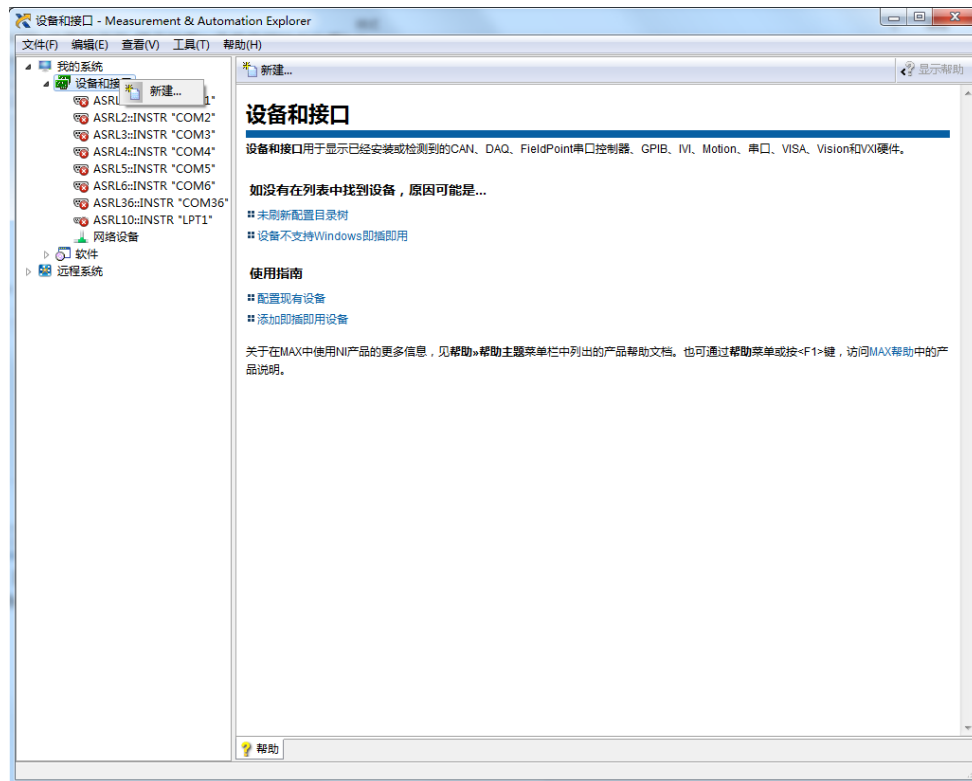 设备和接口 - Measurement & Automation Explorer
文件(F) 编辑(E) 查看(V) 工具(T) 帮助(H)
我的系统
设备和接
新建...
ASRL 1"
ASRL2::INSTR "COM2"
ASRL3::INSTR "COM3"
ASRL4::INSTR "COM4"
ASRL5::INSTR "COM5"
ASRL6::INSTR "COM6"
ASRL36::INSTR "COM36"
ASRL10::INSTR "LPT1"
网络设备
软件
远程系统
新建... 显示帮助
设备和接口
设备和接口用于显示已经安装或检测到的CAN、DAQ、FieldPoint串口控制器、GPIB、IVI、Motion、串口、VISA、Vision和VXI硬件。
如没有在列表中找到设备，原因可能是...
未刷新配置目录树
设备不支持Windows即插即用
使用指南
配置现有设备
添加即插即用设备
关于在MAX中使用NI产品的更多信息，见帮助»帮助主题菜单栏中列出的产品帮助文档。也可通过帮助菜单或按<F1>键，访问MAX帮助中的产
品说明。
帮助